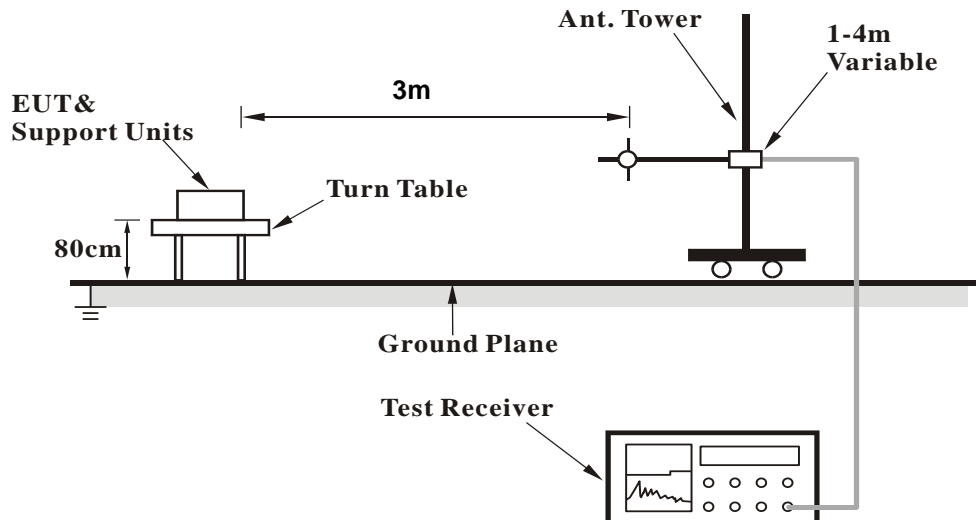 Ant. Tower
1-4m
Variable
3m
EUT&
Support Units
Turn Table
80cm
Ground Plane
Test Receiver